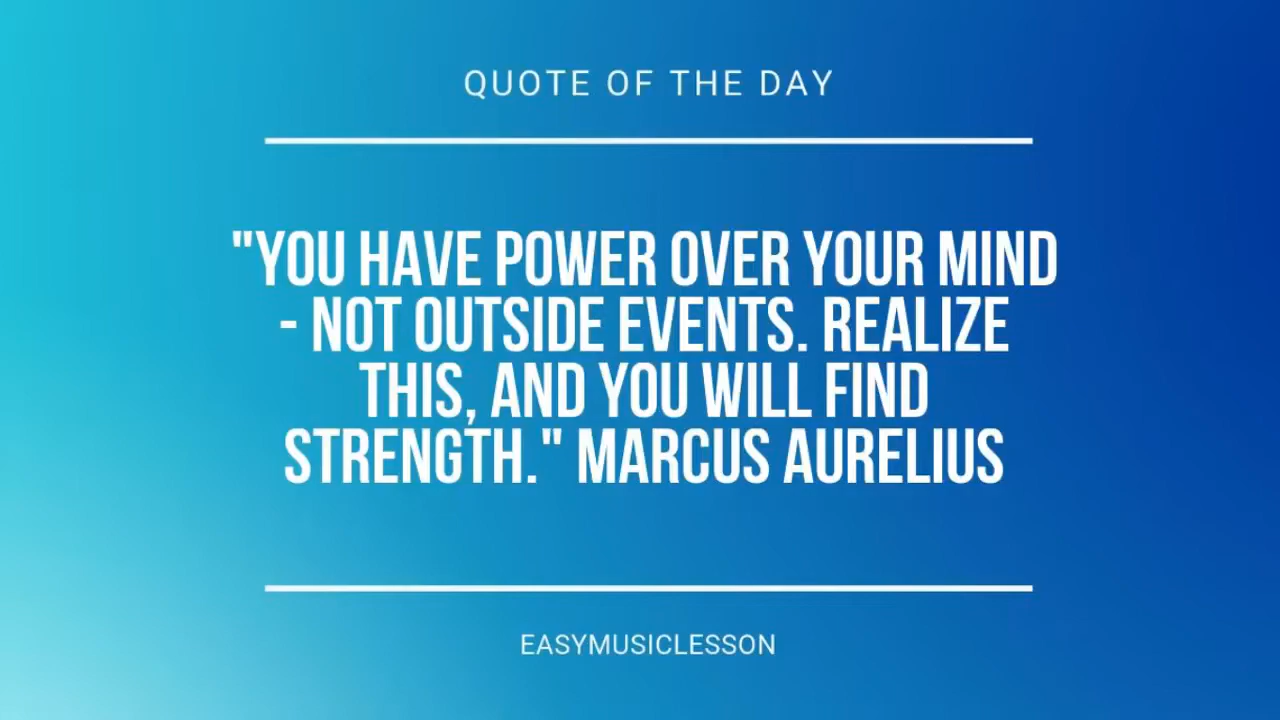 QUOTE OF THE DAY
"YOU HAVE POWER OVER YOUR MIND
- NOT OUTSIDE EVENTS. REALIZE
THIS, AND YOU WILL FIND
STRENGTH." MARCUS AURELIUS
EASYMUSICLESSON